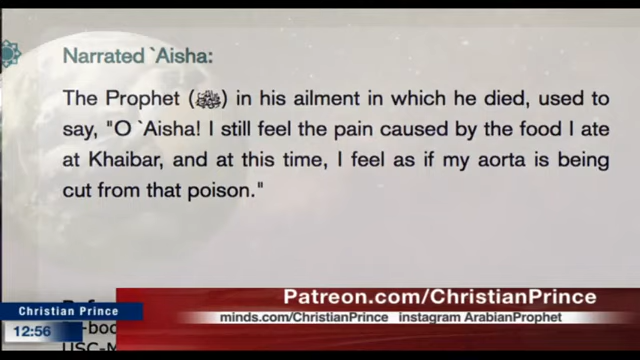 Narrated `Aisha:
The Prophet (ﷺ) in his ailment in which he died, used to
say, "O `Aisha! I still feel the pain caused by the food I ate
at Khaibar, and at this time, I feel as if my aorta is being
cut from that poison."
Patreon.com/ChristianPrince
Christian Prince
minds.com/ChristianPrince instagram ArabianProphet
12:56